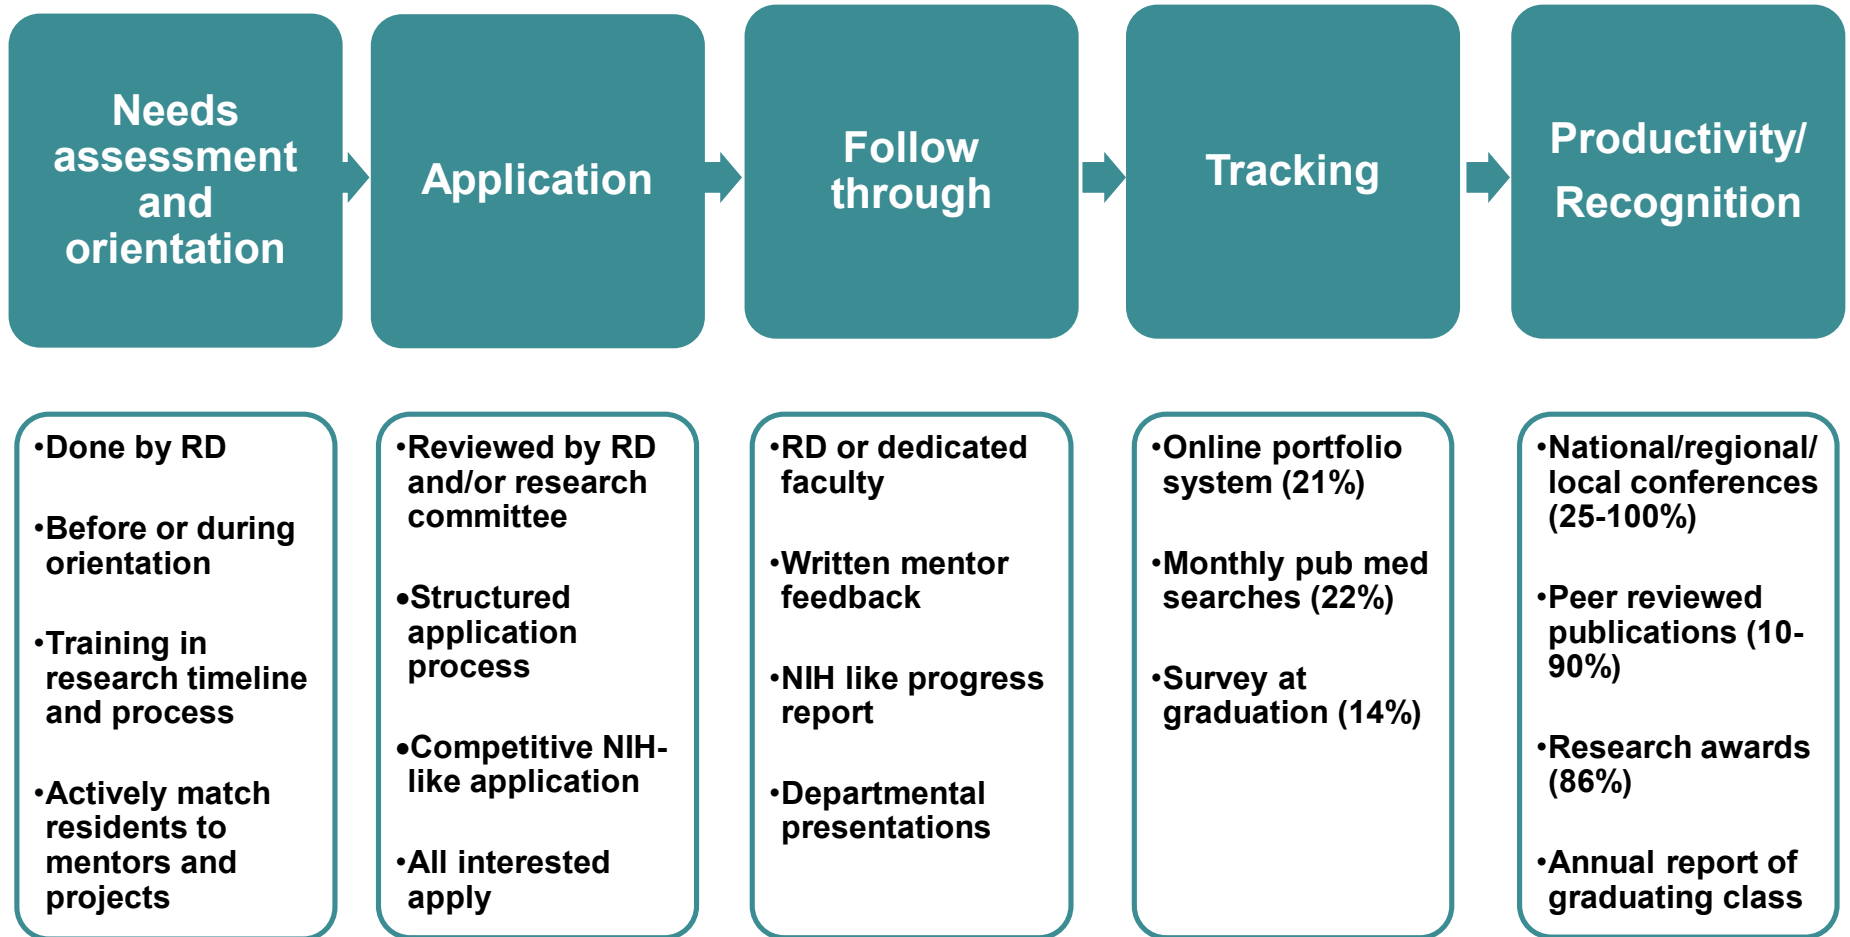 Needs
assessment
and
orientation
Application
Follow
through
Tracking
Productivity/
Recognition
•Done by RD
•Before or during
orientation
•Training in
research timeline
and process
•Actively match
residents to
mentors and
projects
•Reviewed by RD
and/or research
committee
•Structured
application
process
•Competitive NIH-
like application
•All interested
apply
•RD or dedicated
faculty
•Written mentor
feedback
•NIH like progress
report
•Departmental
presentations
•Online portfolio
system (21%)
•Monthly pub med
searches (22%)
•Survey at
graduation (14%)
•National/regional/
local conferences
(25-100%)
•Peer reviewed
publications (10-
90%)
•Research awards
(86%)
•Annual report of
graduating class